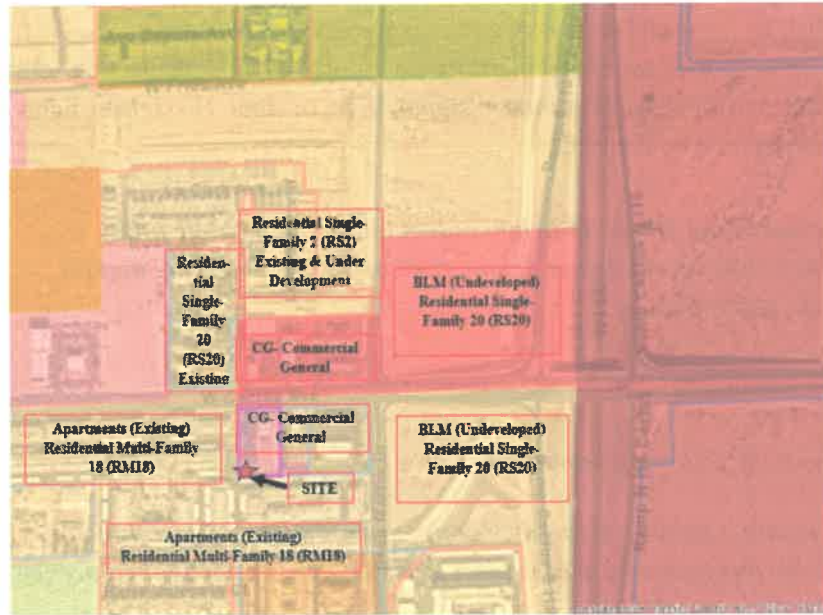 Residential Single-
Family 2 (RS2)
Existing & Under
Development
Residen-
tial
Single-
Family
20
(RS20)
Existing
BLM (Undeveloped)
Residential Single-
Family 20 (RS20)
CG- Commercial
General
CG- Commercial
General
Apartments (Existing)
Residential Multi-Family
18 (RM18)
BLM (Undeveloped)
Residential Single-
Family 20 (RS20)
SITE
Apartments (Existing)
Residential Multi-Family 18 (RM18)